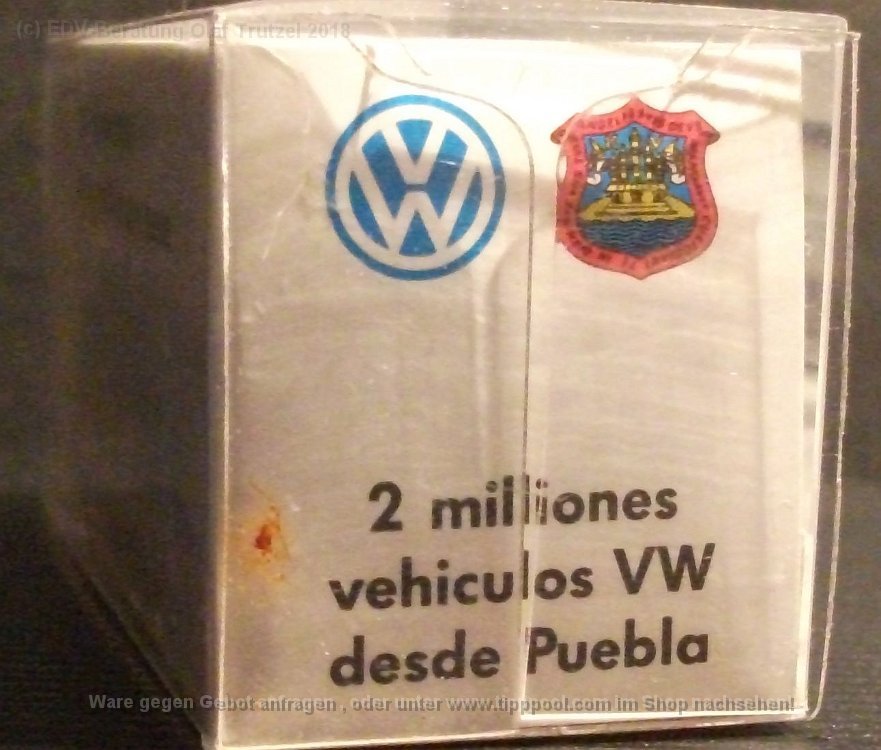 (c) EDV-Beratung Olaf Trutzel 2018
VW
2 milliones
vehiculos VW
desde Puebla
Ware gegen Gebot anfragen , oder unter www.tipppool.com im Shop nachsehen!